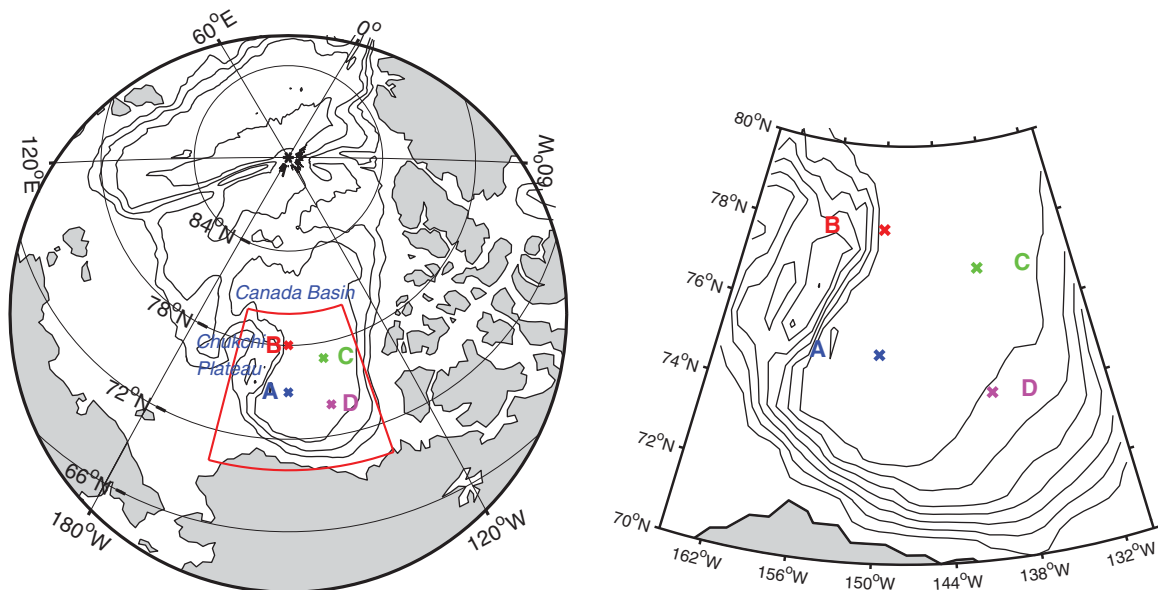 60°E
0°
120°E
60°W
84°N
Canada Basin
78°N
Chukchi
B
C
Plateau
A
D
72°N
66°N
180°W
120°W
80°N
78°N
B
C
76°N
A
74°N
D
72°N
70°N
162°W
156°W
150°W
144°W
138°W
132°W